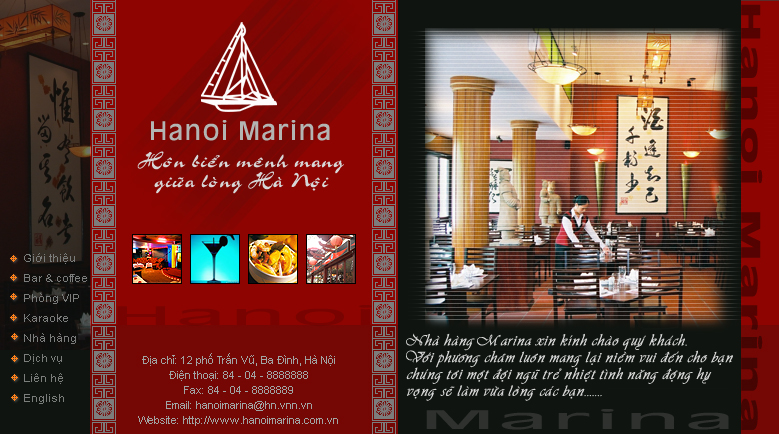 Giới thiệu
Bar & coffee
Phòng VIP
Karaoke
Nhà hàng
Dịch vụ
Liên hệ
English
Hanoi Marina
Hồn biển mênh mang
giữa lòng Hà Nội
Hanoi
Địa chỉ: 12 phố Trấn Vũ, Ba Đình, Hà Nội
Điện thoại: 84 - 04 - 8888888
Fax: 84 - 04 - 8888889
Email: hanoimarina@hn.vnn.vn
Website: http://www.hanoimarina.com.vn
Nhà hàng Marina xin kính chào quý khách.
Với phương châm luôn mang lại niềm vui đến cho bạn
chúng tôi một đội ngũ trẻ nhiệt tình năng động hy
vọng sẽ làm vừa lòng các bạn.......
Marina
Hanoi Marina